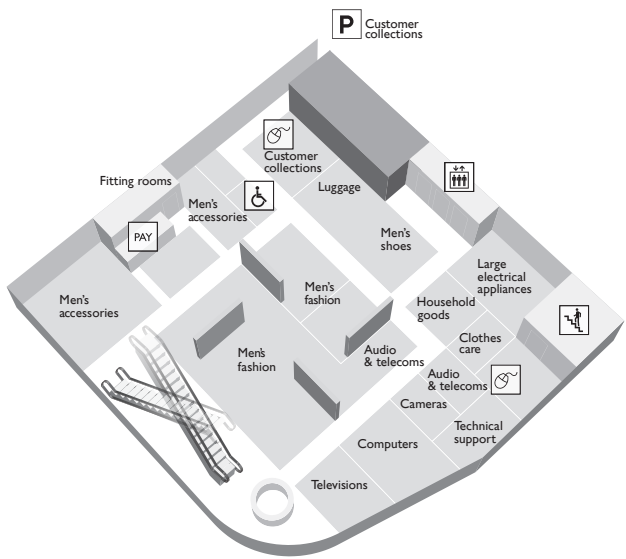 P
Customer
collections
Customer
collections
Fitting rooms
Luggage
Men's
accessories
PAY
Men's
shoes
Large
electrical
appliances
Men's
accessories
Men's
fashion
Household
goods
Clothes
care
Men's
fashion
Audio
& telecoms
Audio
& telecoms
Cameras
Technical
support
Computers
Televisions